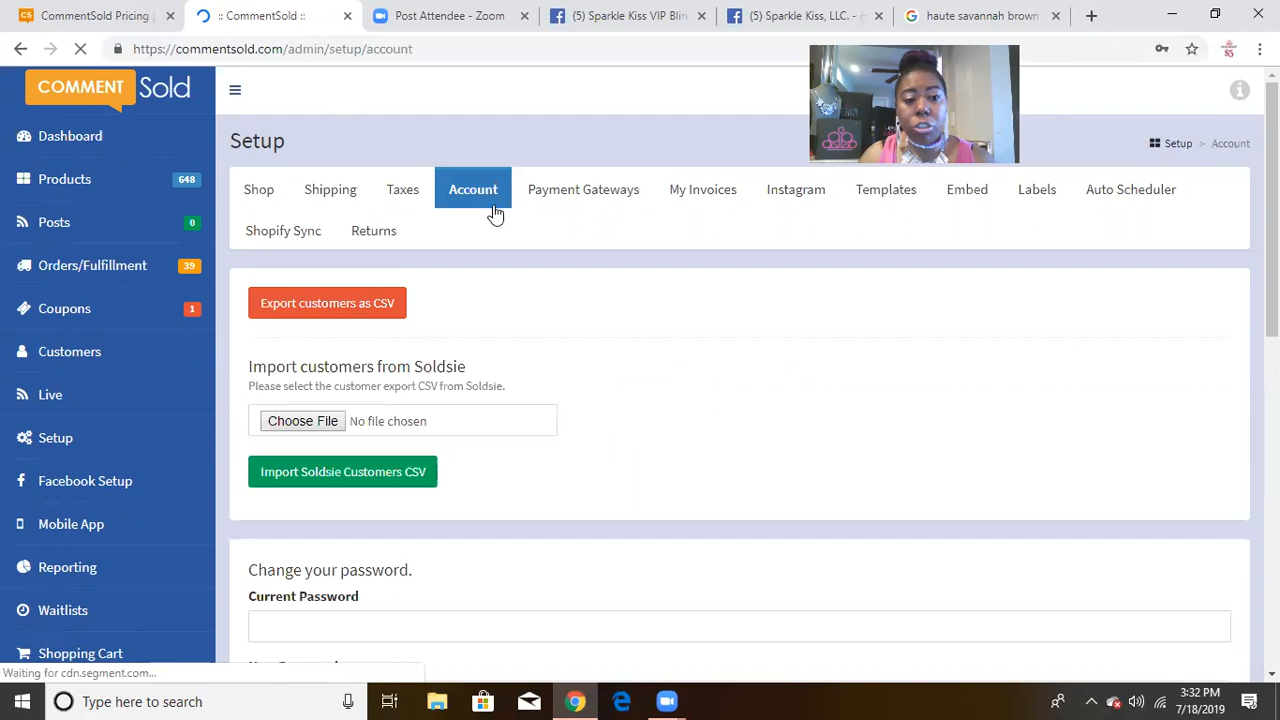 CommentSold Pricing
:: CommentSold ::
Post Attendee - Zoom
(5) Sparkle Kiss VIP Blin
(5) Sparkle Kiss, LLC. -
haute savannah brown
https://commentsold.com/admin/setup/account
COMMENT Sold
Dashboard
Products 648
Posts 0
Orders/Fulfillment 39
Coupons 1
Customers
Live
Setup
Facebook Setup
Mobile App
Reporting
Waitlists
Shopping Cart
Setup
Setup > Account
Shop Shipping Taxes Account Payment Gateways My Invoices Instagram Templates Embed Labels Auto Scheduler
Shopify Sync Returns
Export customers as CSV
Import customers from Soldsie
Please select the customer export CSV from Soldsie.
Choose File No file chosen
Import Soldsie Customers CSV
Change your password.
Current Password
Waiting for cdn.segment.com...
Type here to search
3:32 PM
7/18/2019